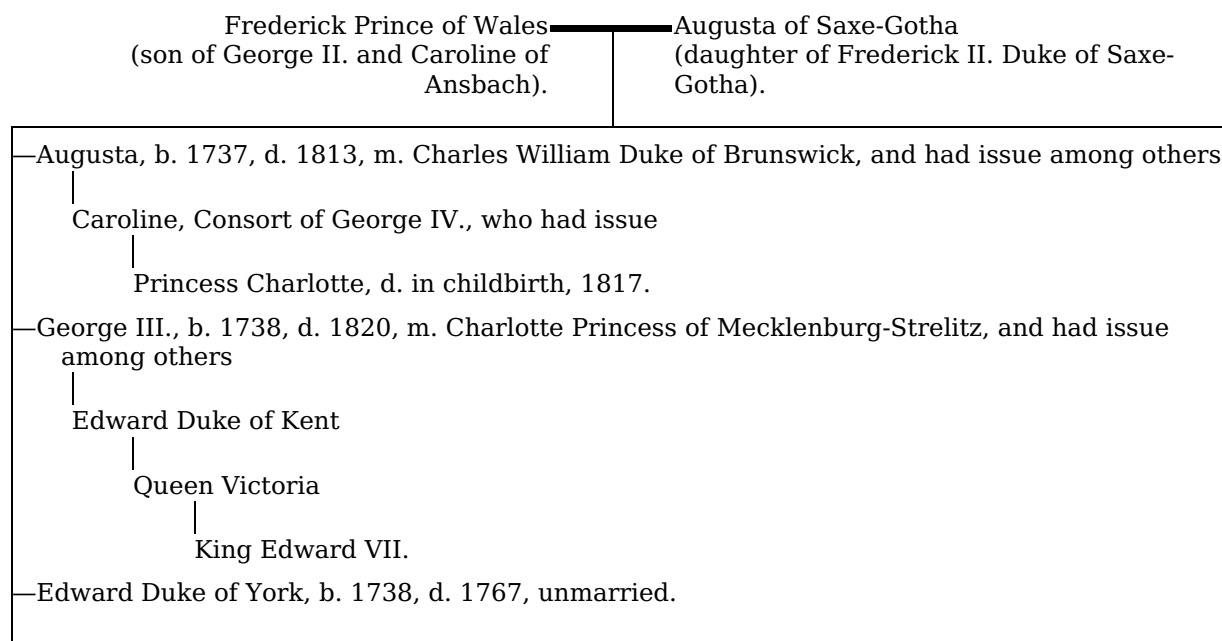 Frederick Prince of Wales
(son of George II. and Caroline of
Ansbach).
Augusta of Saxe-Gotha
(daughter of Frederick II. Duke of Saxe-
Gotha).
—Augusta, b. 1737, d. 1813, m. Charles William Duke of Brunswick, and had issue among others
Caroline, Consort of George IV., who had issue
Princess Charlotte, d. in childbirth, 1817.
—George III., b. 1738, d. 1820, m. Charlotte Princess of Mecklenburg-Strelitz, and had issue
among others
Edward Duke of Kent
Queen Victoria
King Edward VII.
—Edward Duke of York, b. 1738, d. 1767, unmarried.